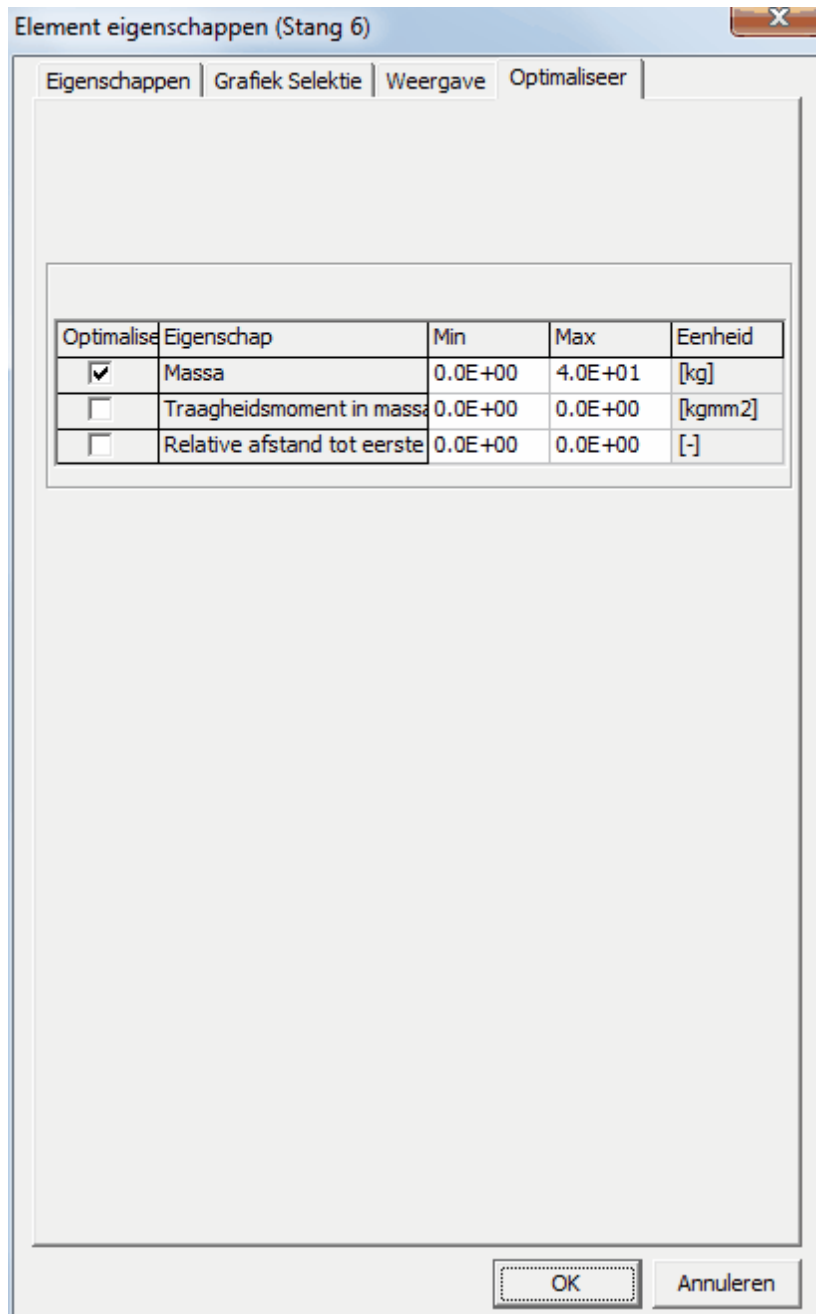 Element eigenschappen (Stang 6)
X
Eigenschappen Grafiek Selektie Weergave Optimaliseer
Optimalise Eigenschap Min Max Eenheid
Massa 0.0E+00 4.0E+01 [kg]
Traagheidsmoment in massa 0.0E+00 0.0E+00 [kgmm2]
Relative afstand tot eerste 0.0E+00 0.0E+00 [-]
OK Annuleren